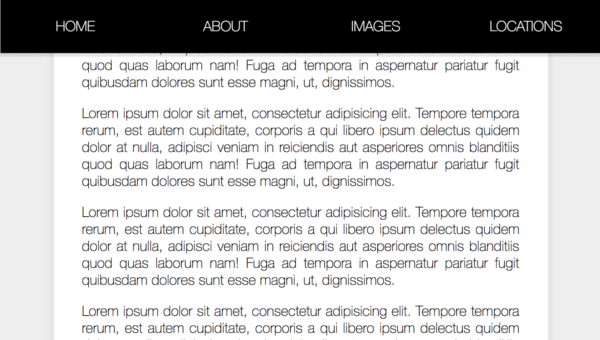 HOME ABOUT IMAGES LOCATIONS
quod quas laborum nam! Fuga ad tempora in aspernatur pariatur fugit
quibusdam dolores sunt esse magni, ut, dignissimos.
Lorem ipsum dolor sit amet, consectetur adipisicing elit. Tempore tempora
rerum, est autem cupiditate, corporis a qui libero ipsum delectus quidem
dolor at nulla, adipisci veniam in reiciendis aut asperiores omnis blanditiis
quod quas laborum nam! Fuga ad tempora in aspernatur pariatur fugit
quibusdam dolores sunt esse magni, ut, dignissimos.
Lorem ipsum dolor sit amet, consectetur adipisicing elit. Tempore tempora
rerum, est autem cupiditate, corporis a qui libero ipsum delectus quidem
dolor at nulla, adipisci veniam in reiciendis aut asperiores omnis blanditiis
quod quas laborum nam! Fuga ad tempora in aspernatur pariatur fugit
quibusdam dolores sunt esse magni, ut, dignissimos.
Lorem ipsum dolor sit amet, consectetur adipisicing elit. Tempore tempora
rerum, est autem cupiditate, corporis a qui libero ipsum delectus quidem